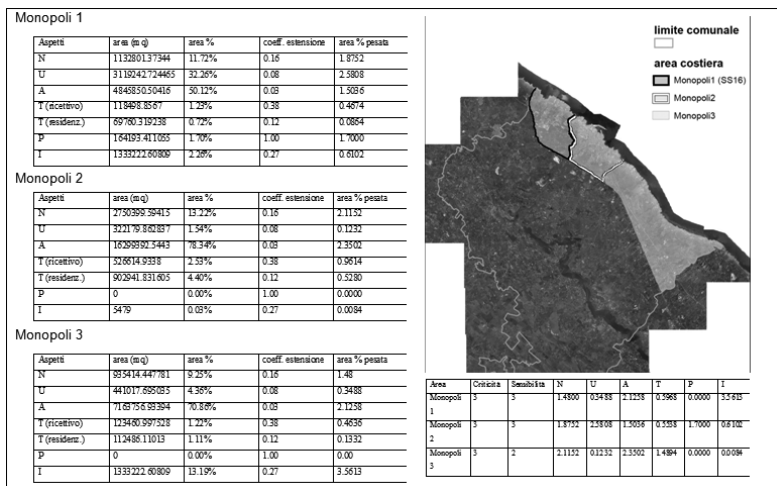 Monopoli 1
Aspetti area (mq) area % coeff. estensione area % pesata
N 1132801.37344 11.72% 0.16 1.8752
U 3119242.724465 32.26% 0.08 2.5808
A 4845850.50416 50.12% 0.03 1.5036
T (ricettivo) 118498.8567 1.23% 0.38 0.4674
T (residenz.) 69760.319238 0.72% 0.12 0.0864
P 164193.411055 1.70% 1.00 1.7000
I 1333222.60809 2.26% 0.27 0.6102
Monopoli 2
Aspetti area (mq) area % coeff. estensione area % pesata
N 2750399.59415 13.22% 0.16 2.1152
U 322179.862837 1.54% 0.08 0.1232
A 16299392.5443 78.34% 0.03 2.3502
T (ricettivo) 526614.9338 2.53% 0.38 0.9614
T (residenz.) 902941.831605 4.40% 0.12 0.5280
P 0 0.00% 1.00 0.0000
I 5479 0.03% 0.27 0.0084
Monopoli 3
Aspetti area (mq) area % coeff. estensione area % pesata
N 935414.447781 9.25% 0.16 1.48
U 441017.695035 4.36% 0.08 0.3488
A 7163756.93394 70.86% 0.03 2.1258
T (ricettivo) 123460.997528 1.22% 0.38 0.4636
T (residenz.) 112486.11013 1.11% 0.12 0.1332
P 0 0.00% 1.00 0.00
I 1333222.60809 13.19% 0.27 3.5613
limite comunale
area costiera
Monopoli1 (SS16)
Monopoli2
Monopoli3
Area Criticità Sensibilità N U A T P I
Monopoli 3 3 1.4800 0.3488 2.1258 0.5968 0.0000 3.5613
1
Monopoli 3 3 1.8752 2.5808 1.5036 0.5538 1.7000 0.6102
2
Monopoli 3 2 2.1152 0.1232 2.3502 1.4894 0.0000 0.0084
3